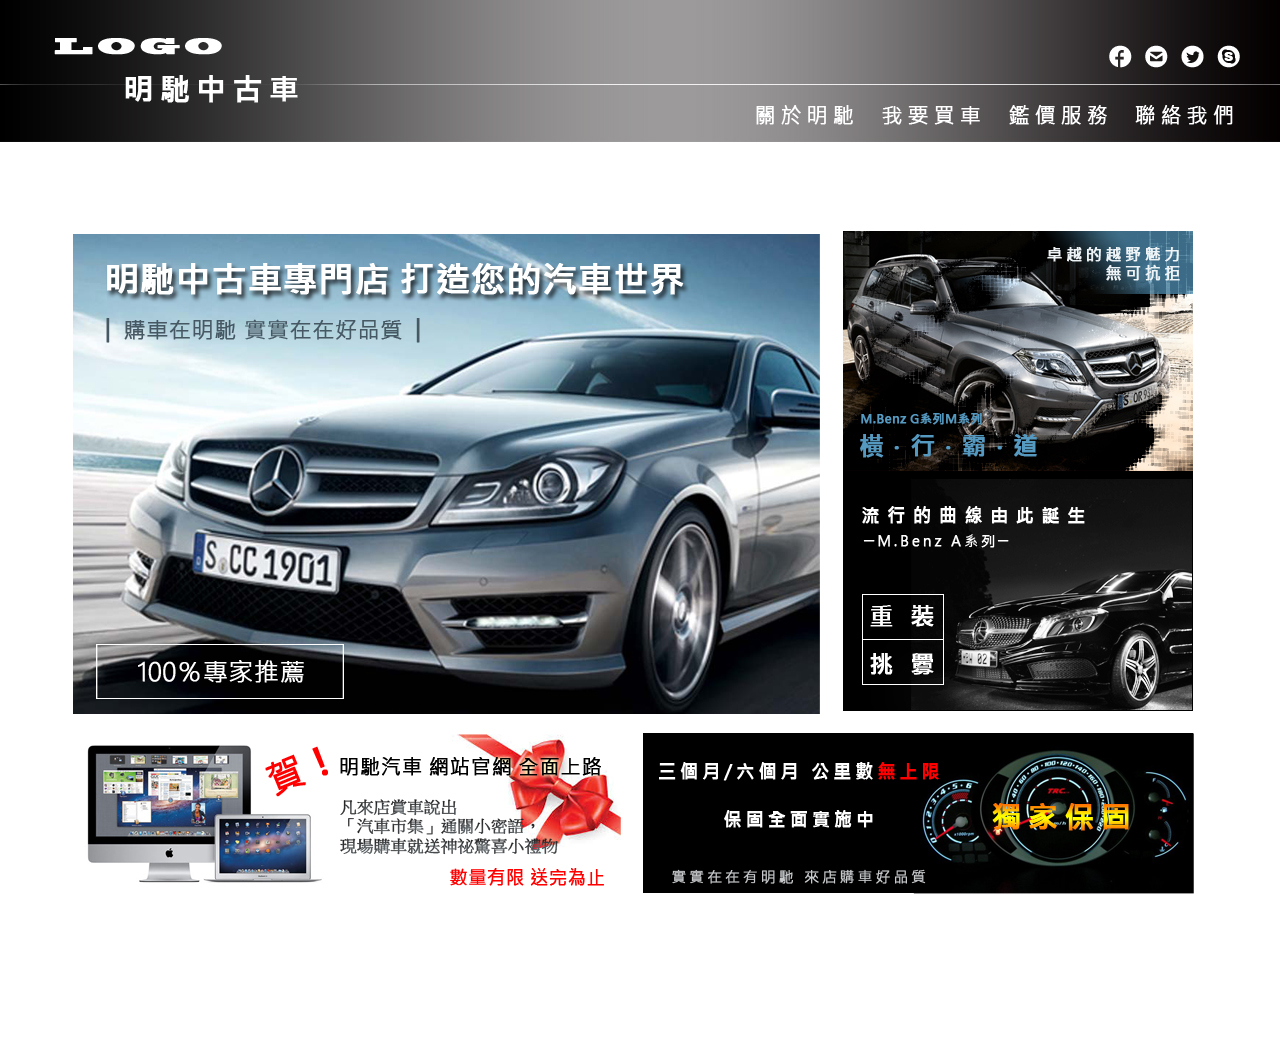 LOGO
明馳中古車
關於明馳 我要買車 鑑價服務 聯絡我們
明馳中古車專門店 打造您的汽車世界
| 購車在明馳 實實在在好品質 |
S CC 1901
100%專家推薦
卓越的越野魅力
無可抗拒
M.Benz G系列M系列
橫·行·霸·道
流行的曲線由此誕生
—M.Benz A系列—
重裝
挑釁
賀！
明馳汽車 網站官網 全面上路
凡來店賞車說出
「汽車市集」通關小密語，
現場購車就送神祕驚喜小禮物
數量有限 送完為止
三個月/六個月 公里數無上限
保固全面實施中
獨家保固
實實在在有明馳 來店購車好品質